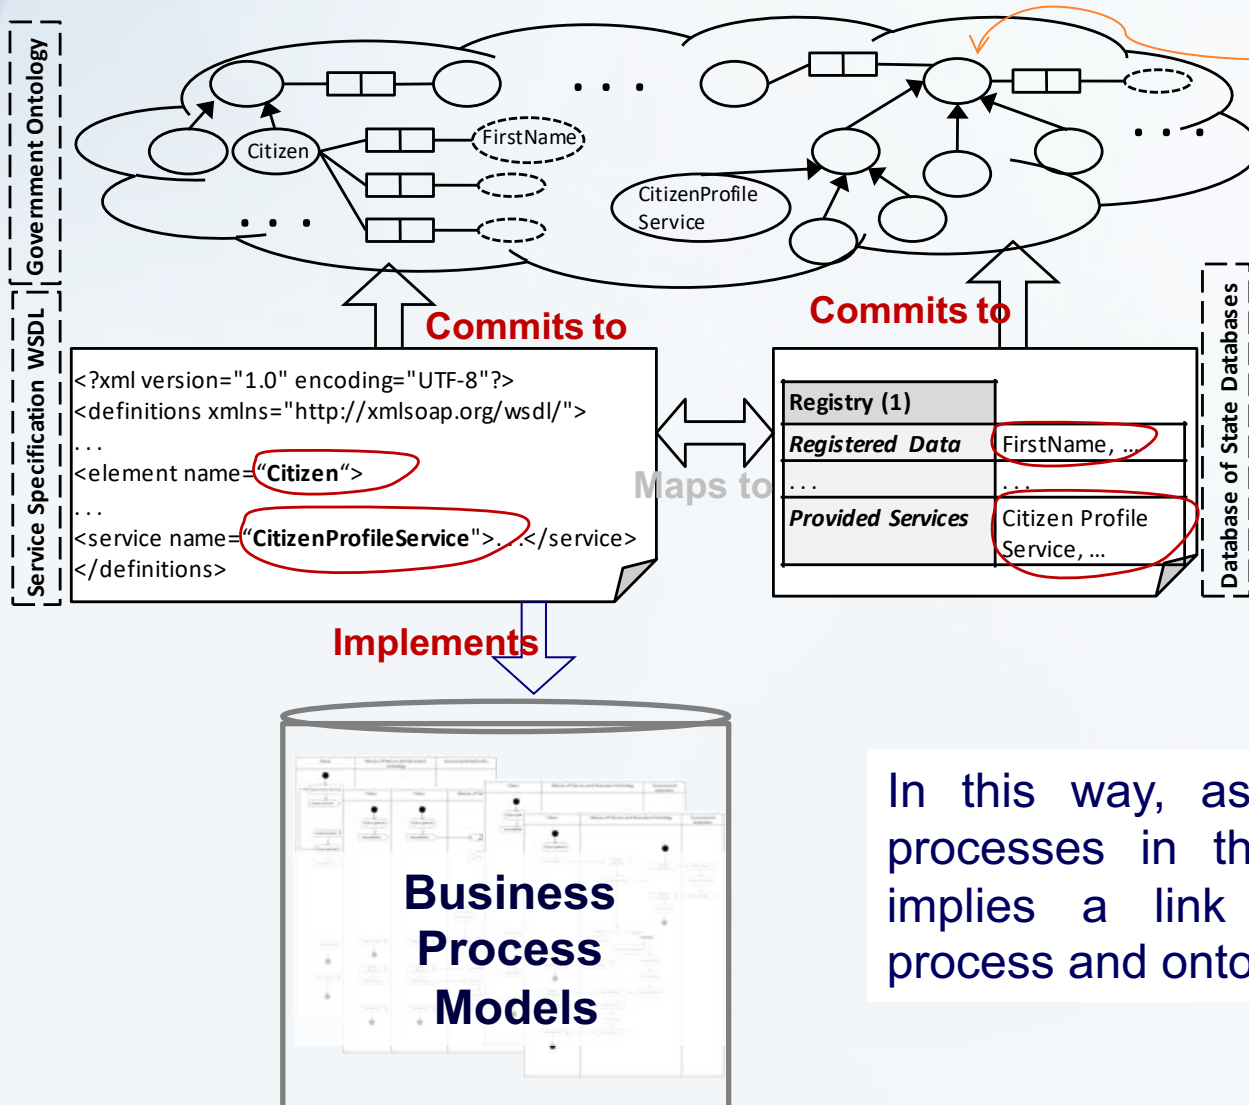 Government Ontology
Citizen
FirstName
. . .
. . .
. . .
CitizenProfile
Service
Commits to
Commits to
Service Specification WSDL
<?xml version="1.0" encoding="UTF-8"?>
<definitions xmlns="http://xmlsoap.org/wsdl/">
. . .
<element name=“Citizen“>
. . .
<service name=“CitizenProfileService">. . .</service>
</definitions>
Maps to
Registry (1)
Registered Data FirstName, …
. . . . . .
Provided Services Citizen Profile
Service, …
Database of State Databases
Implements
Business
Process
Models
In this way, as
processes in th
implies a link
process and onto